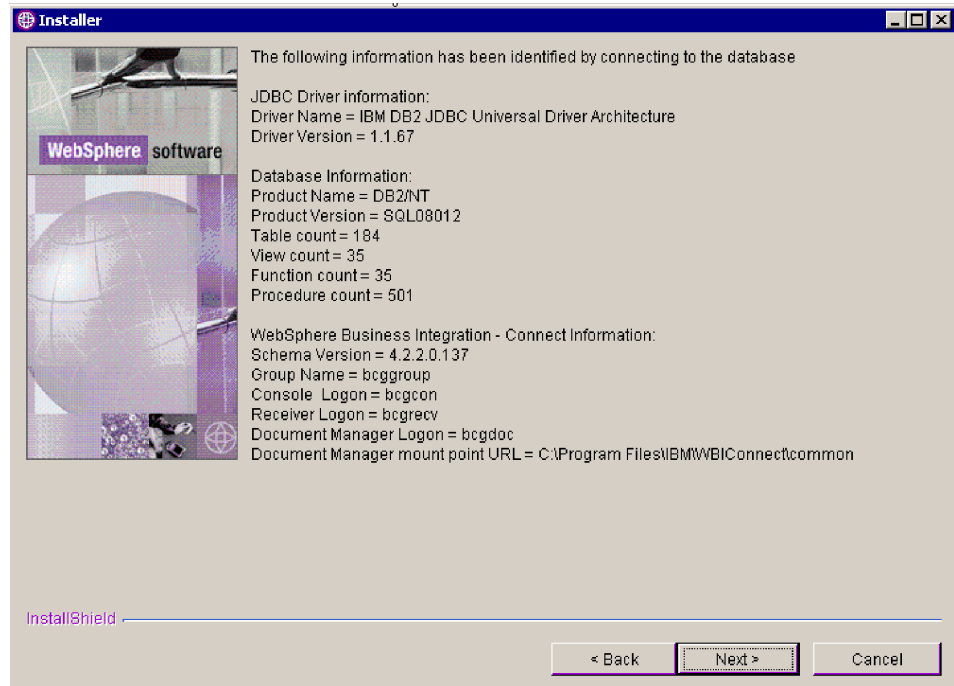 Installer
The following information has been identified by connecting to the database
JDBC Driver information:
Driver Name = IBM DB2 JDBC Universal Driver Architecture
Driver Version = 1.1.67
WebSphere software
Database Information:
Product Name = DB2/NT
Product Version = SQL08012
Table count = 184
View count = 35
Function count = 35
Procedure count = 501
WebSphere Business Integration - Connect Information:
Schema Version = 4.2.2.0.137
Group Name = bcggroup
Console  Logon = bcgcon
Receiver Logon = bcgrecv
Document Manager Logon = bcgdoc
Document Manager mount point URL = C:\Program Files\IBM\WBIConnect\common
InstallShield
< Back
Next >
Cancel